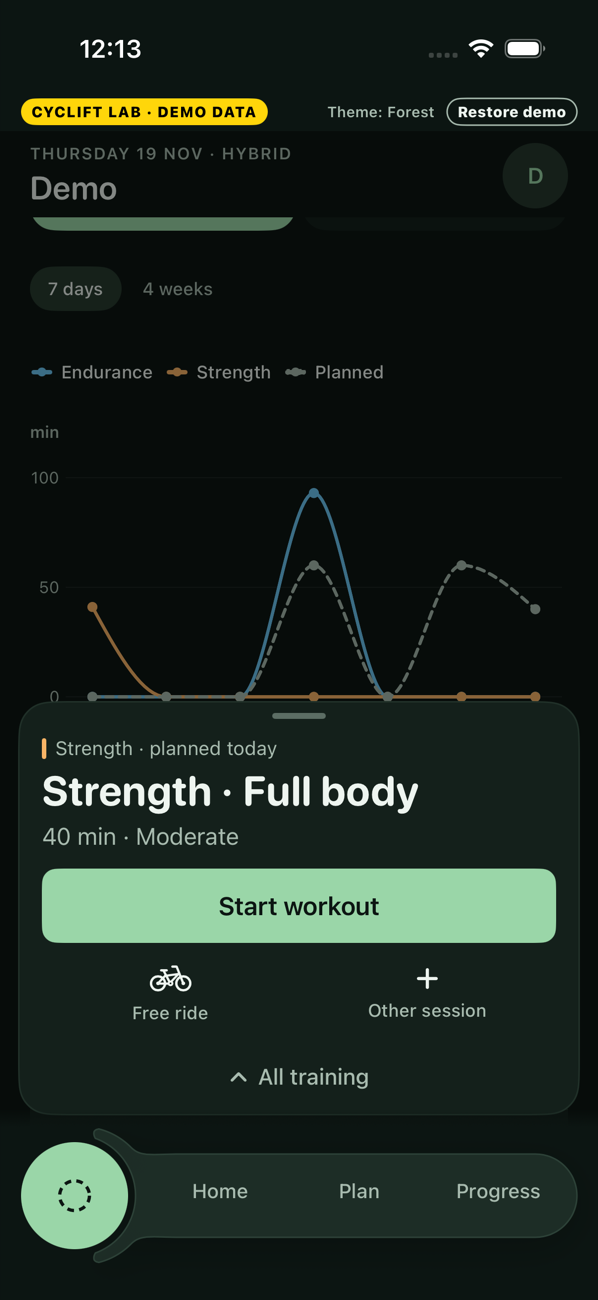 12:13
CYCLIFT LAB · DEMO DATA
Theme: Forest
Restore demo
THURSDAY 19 NOV · HYBRID
Demo
D
7 days
4 weeks
Endurance
Strength
Planned
min
100
50
0
Strength · planned today
Strength · Full body
40 min · Moderate
Start workout
Free ride
Other session
All training
Home
Plan
Progress